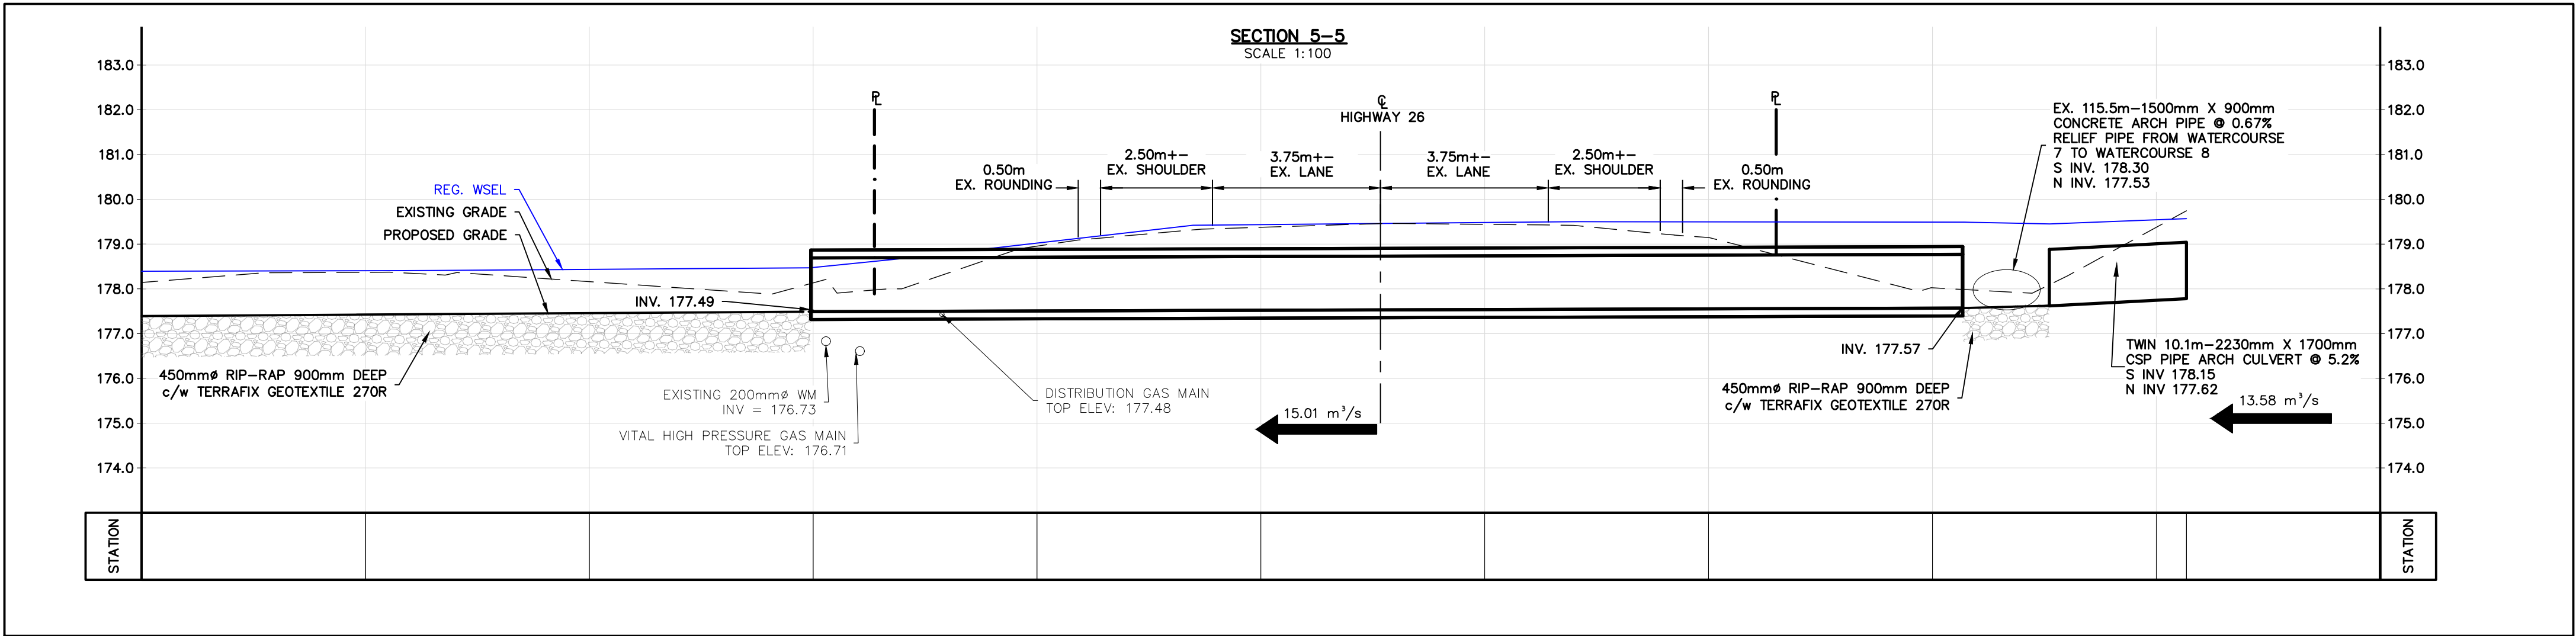 SECTION 5-5
SCALE 1:100
183.0
182.0
181.0
180.0
179.0
178.0
177.0
176.0
175.0
174.0
REG. WSEL
EXISTING GRADE
PROPOSED GRADE
INV. 177.49
450mmø RIP-RAP 900mm DEEP
c/w TERRAFIX GEOTEXTILE 270R
EXISTING 200mmø WM
INV = 176.73
VITAL HIGH PRESSURE GAS MAIN
TOP ELEV: 176.71
PL
0.50m
EX. ROUNDING
2.50m+-
EX. SHOULDER
3.75m+-
EX. LANE
CL
HIGHWAY 26
3.75m+-
EX. LANE
2.50m+-
EX. SHOULDER
0.50m
EX. ROUNDING
PL
DISTRIBUTION GAS MAIN
TOP ELEV: 177.48
15.01 m³/s
EX. 115.5m-1500mm X 900mm
CONCRETE ARCH PIPE @ 0.67%
RELIEF PIPE FROM WATERCOURSE
7 TO WATERCOURSE 8
S INV. 178.30
N INV. 177.53
INV. 177.57
450mmø RIP-RAP 900mm DEEP
c/w TERRAFIX GEOTEXTILE 270R
TWIN 10.1m-2230mm X 1700mm
CSP PIPE ARCH CULVERT @ 5.2%
S INV 178.15
N INV 177.62
13.58 m³/s
183.0
182.0
181.0
180.0
179.0
178.0
177.0
176.0
175.0
174.0
STATION
STATION